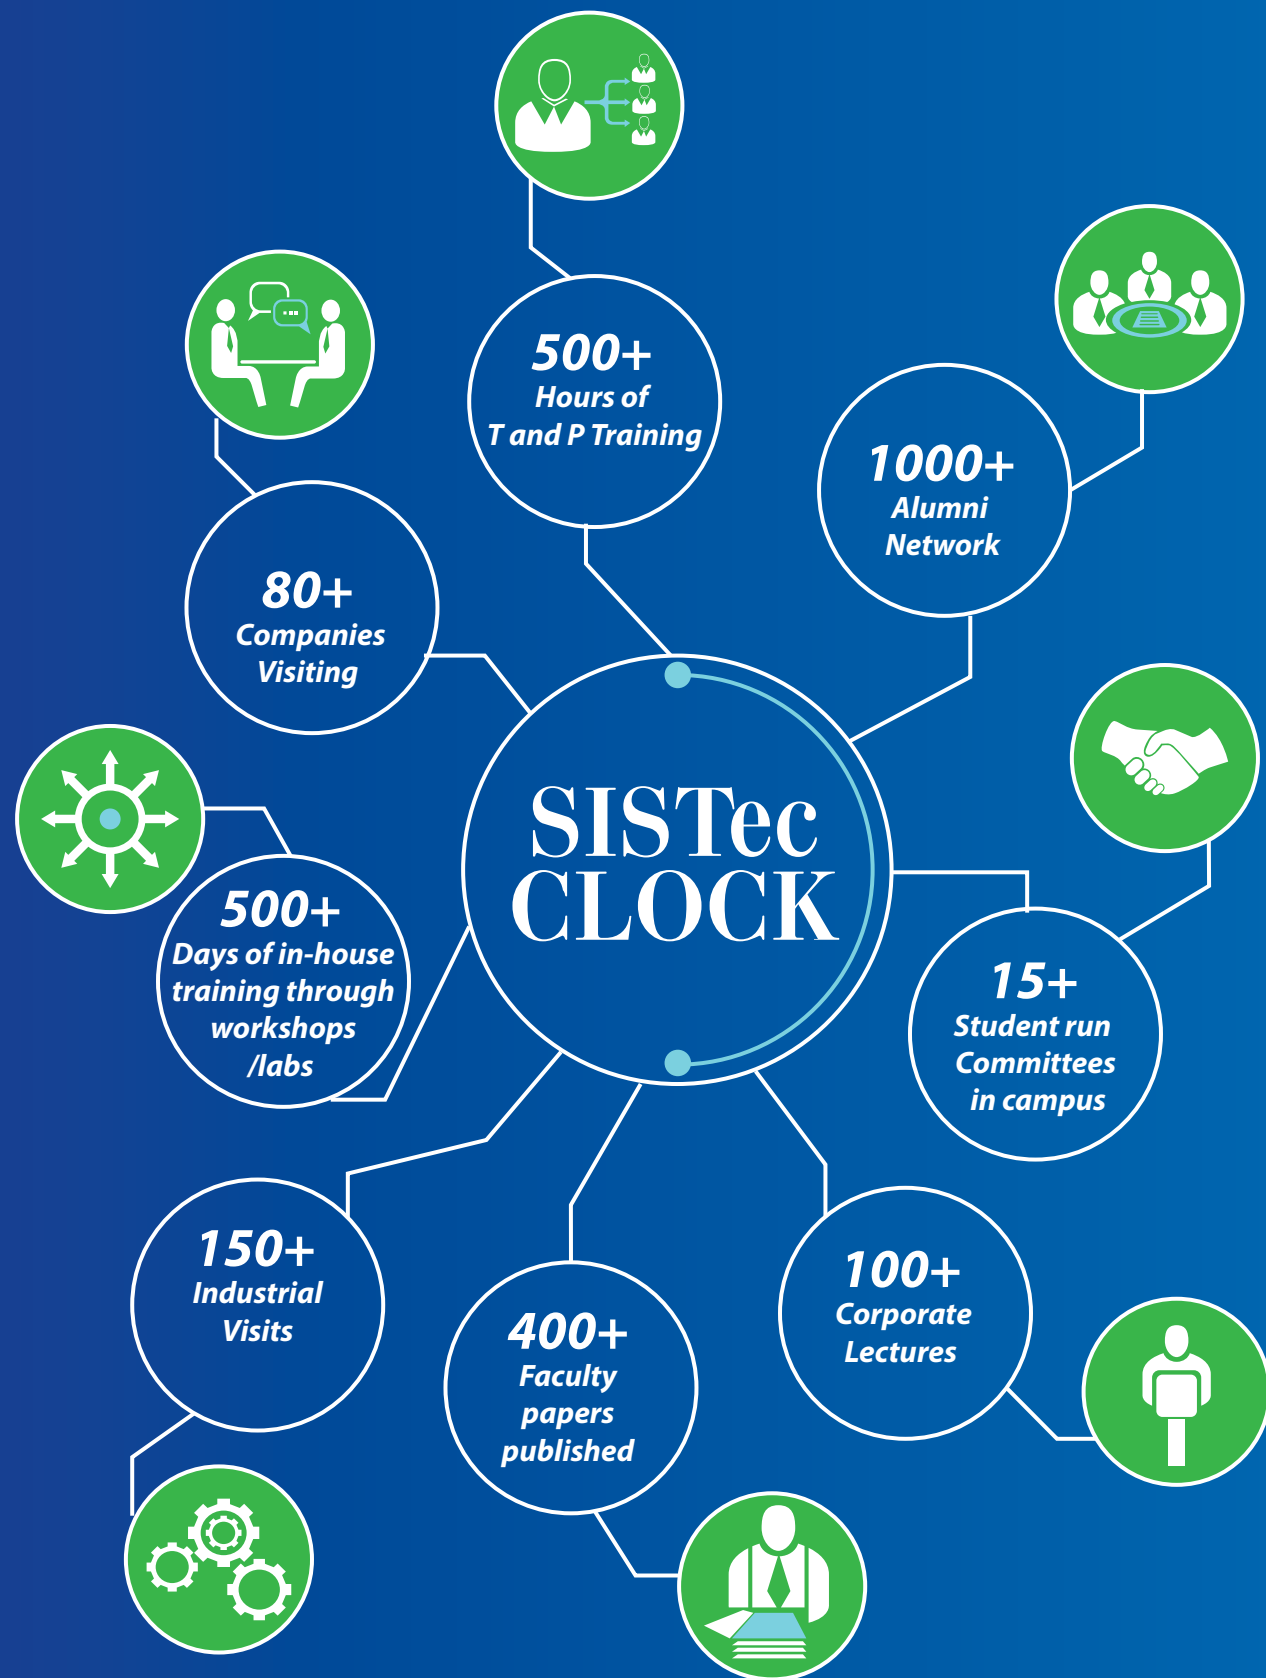 500+
Hours of
T and P Training
1000+
Alumni
Network
80+
Companies
Visiting
SISTec
CLOCK
500+
Days of in-house
training through
workshops
/labs
15+
Student run
Committees
in campus
150+
Industrial
Visits
400+
Faculty
papers
published
100+
Corporate
Lectures